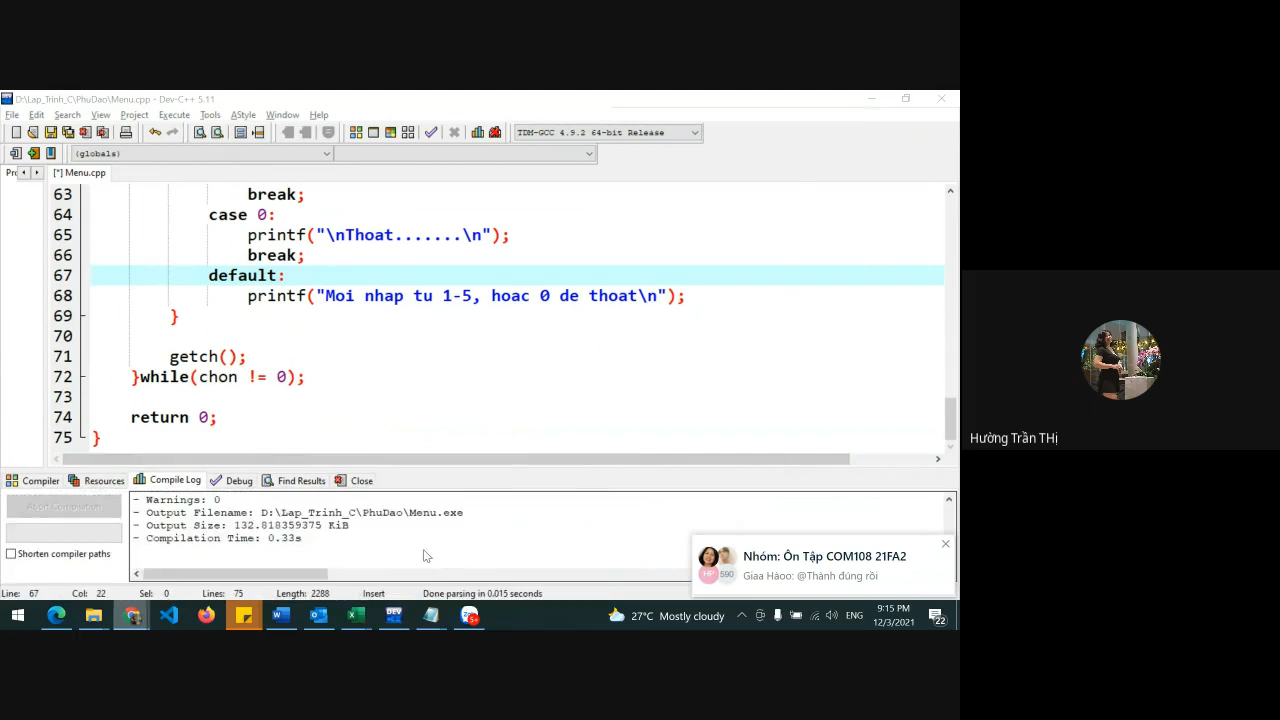 D:\Lap_Trinh_C\PhuDao\Menu.cpp - Dev-C++ 5.11
File Edit Search View Project Execute Tools AStyle Window Help
TDM-GCC 4.9.2 64-bit Release
(globals)
[*] Menu.cpp
63 break;
64 case 0:
65 printf("\nThoat.......\n");
66 break;
67 default:
68 printf("Moi nhap tu 1-5, hoac 0 de thoat\n");
69 }
70
71 getch();
72 }while(chon != 0);
73
74 return 0;
75 }
Compiler Resources Compile Log Debug Find Results Close
Abort Compilation
Shorten compiler paths
- Warnings: 0
- Output Filename: D:\Lap_Trinh_C\PhuDao\Menu.exe
- Output Size: 132.818359375 KiB
- Compilation Time: 0.33s
590
Nhóm: Ôn Tập COM108 21FA2
Giaa Hàoo: @Thành đúng rồi
Line: 67 Col: 22 Sel: 0 Lines: 75 Length: 2288 Insert Done parsing in 0.015 seconds
27°C Mostly cloudy
ENG
9:15 PM
12/3/2021
22
Hường Trần THị